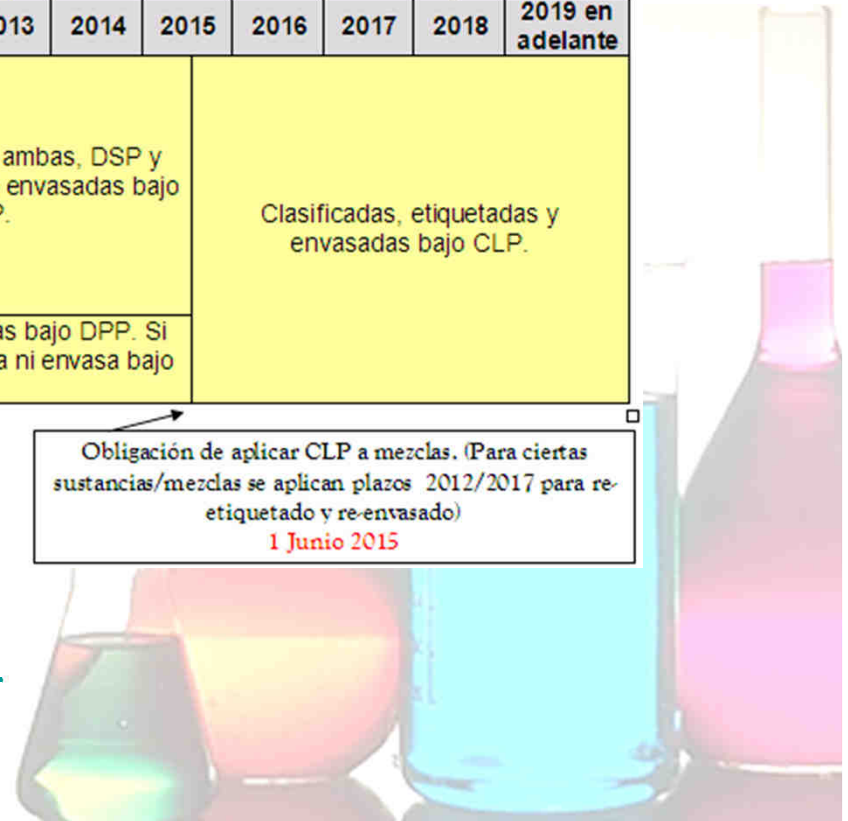 013 2014 2015 2016 2017 2018 2019 en
adelante
ambas, DSP y
envasadas bajo
P.
Clasificadas, etiquetadas y
envasadas bajo CLP.
as bajo DPP. Si
a ni envasa bajo
Obligación de aplicar CLP a mezclas. (Para ciertas
sustancias/mezclas se aplican plazos 2012/2017 para re-
etiquetado y re-envasado)
1 Junio 2015